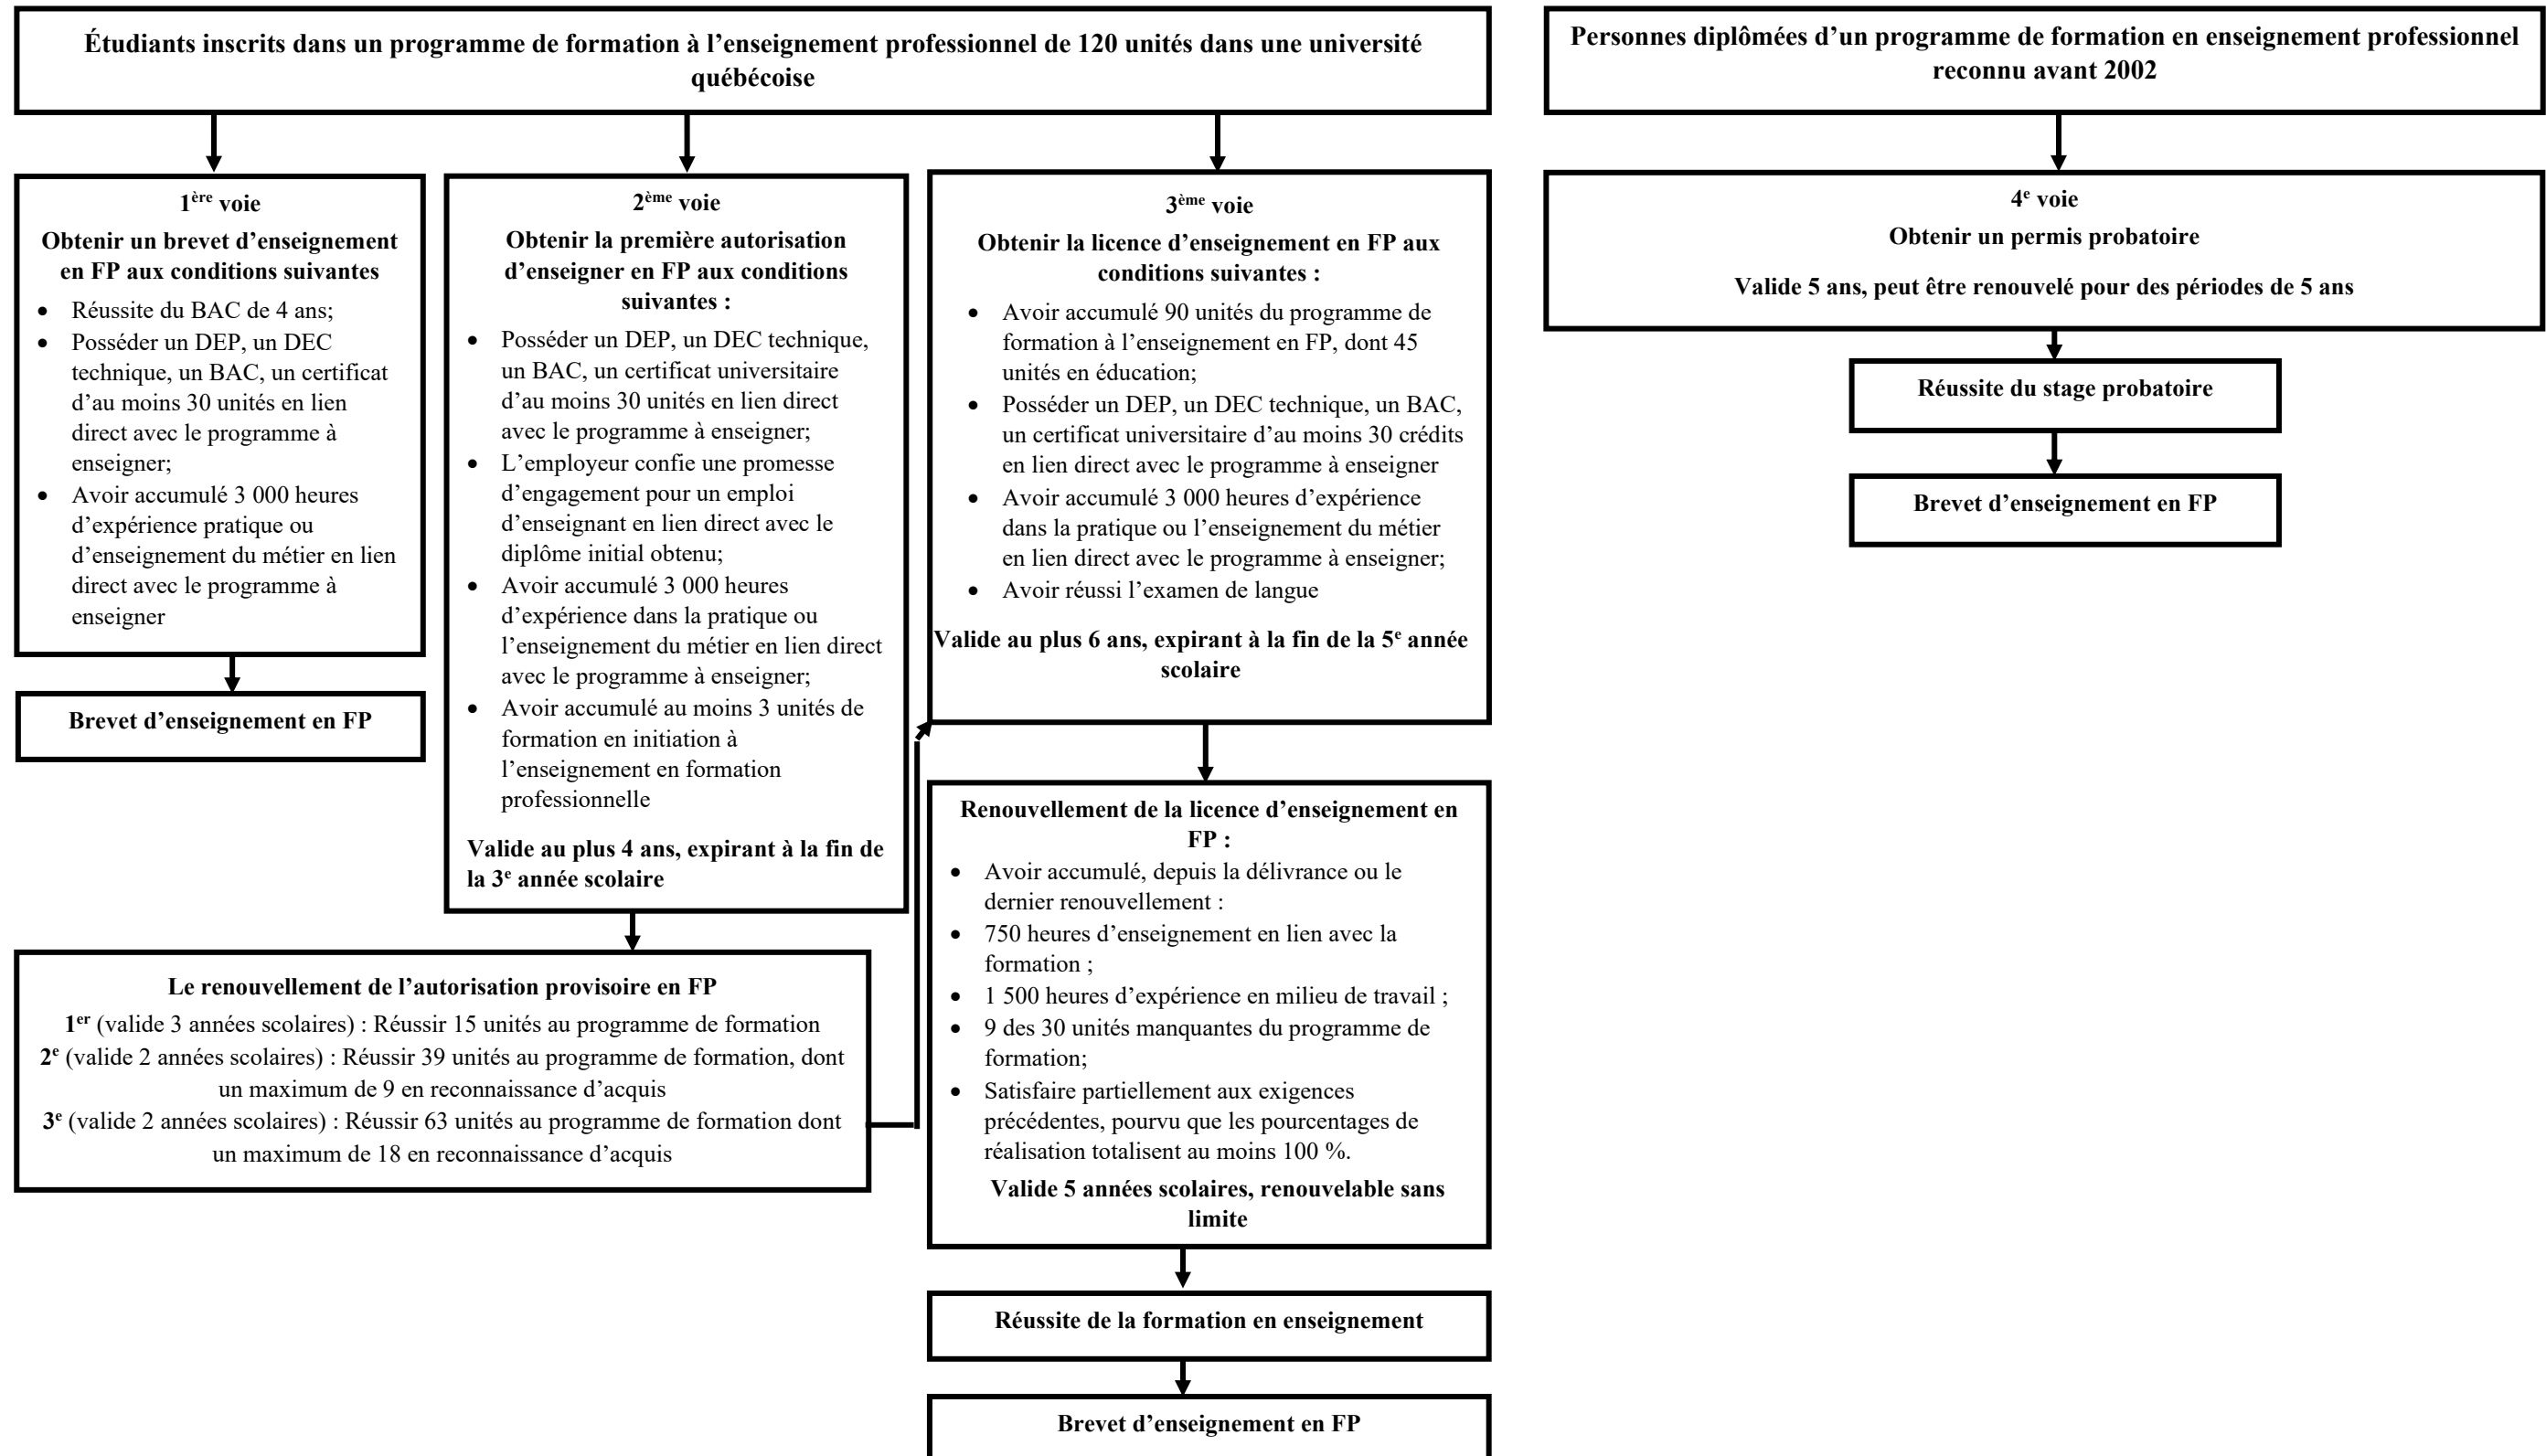 Étudiants inscrits dans un programme de formation à l’enseignement professionnel de 120 unités dans une université
québécoise
Personnes diplômées d’un programme de formation en enseignement professionnel
reconnu avant 2002
1ère voie
Obtenir un brevet d’enseignement
en FP aux conditions suivantes
• Réussite du BAC de 4 ans;
• Posséder un DEP, un DEC
technique, un BAC, un certificat
d’au moins 30 unités en lien
direct avec le programme à
enseigner;
• Avoir accumulé 3 000 heures
d’expérience pratique ou
d’enseignement du métier en lien
direct avec le programme à
enseigner
Brevet d’enseignement en FP
2ème voie
Obtenir la première autorisation
d’enseigner en FP aux conditions
suivantes :
• Posséder un DEP, un DEC technique,
un BAC, un certificat universitaire
d’au moins 30 unités en lien direct
avec le programme à enseigner;
• L’employeur confie une promesse
d’engagement pour un emploi
d’enseignant en lien direct avec le
diplôme initial obtenu;
• Avoir accumulé 3 000 heures
d’expérience dans la pratique ou
l’enseignement du métier en lien direct
avec le programme à enseigner;
• Avoir accumulé au moins 3 unités de
formation en initiation à
l’enseignement en formation
professionnelle
Valide au plus 4 ans, expirant à la fin de
la 3e année scolaire
Le renouvellement de l’autorisation provisoire en FP
1er (valide 3 années scolaires) : Réussir 15 unités au programme de formation
2e (valide 2 années scolaires) : Réussir 39 unités au programme de formation, dont
un maximum de 9 en reconnaissance d’acquis
3e (valide 2 années scolaires) : Réussir 63 unités au programme de formation dont
un maximum de 18 en reconnaissance d’acquis
3ème voie
Obtenir la licence d’enseignement en FP aux
conditions suivantes :
• Avoir accumulé 90 unités du programme de
formation à l’enseignement en FP, dont 45
unités en éducation;
• Posséder un DEP, un DEC technique, un BAC,
un certificat universitaire d’au moins 30 crédits
en lien direct avec le programme à enseigner
• Avoir accumulé 3 000 heures d’expérience
dans la pratique ou l’enseignement du métier
en lien direct avec le programme à enseigner;
• Avoir réussi l’examen de langue
Valide au plus 6 ans, expirant à la fin de la 5e année
scolaire
Renouvellement de la licence d’enseignement en
FP :
• Avoir accumulé, depuis la délivrance ou le
dernier renouvellement :
• 750 heures d’enseignement en lien avec la
formation ;
• 1 500 heures d’expérience en milieu de travail ;
• 9 des 30 unités manquantes du programme de
formation;
• Satisfaire partiellement aux exigences
précédentes, pourvu que les pourcentages de
réalisation totalisent au moins 100 %.
Valide 5 années scolaires, renouvelable sans
limite
Réussite de la formation en enseignement
Brevet d’enseignement en FP
4e voie
Obtenir un permis probatoire
Valide 5 ans, peut être renouvelé pour des périodes de 5 ans
Réussite du stage probatoire
Brevet d’enseignement en FP